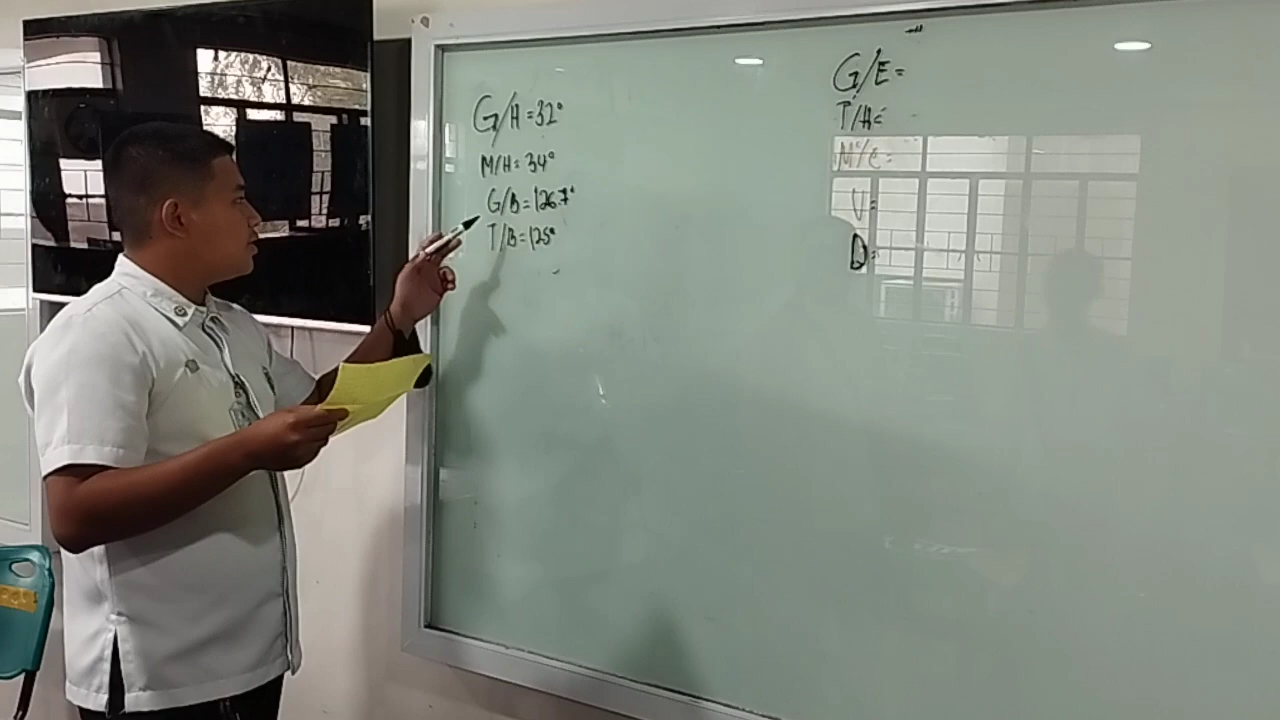 G/H = 32°
M/H = 34°
G/B = 126.7°
T/B = 125°
G/E =
T/H =
M/E =
V =
D =